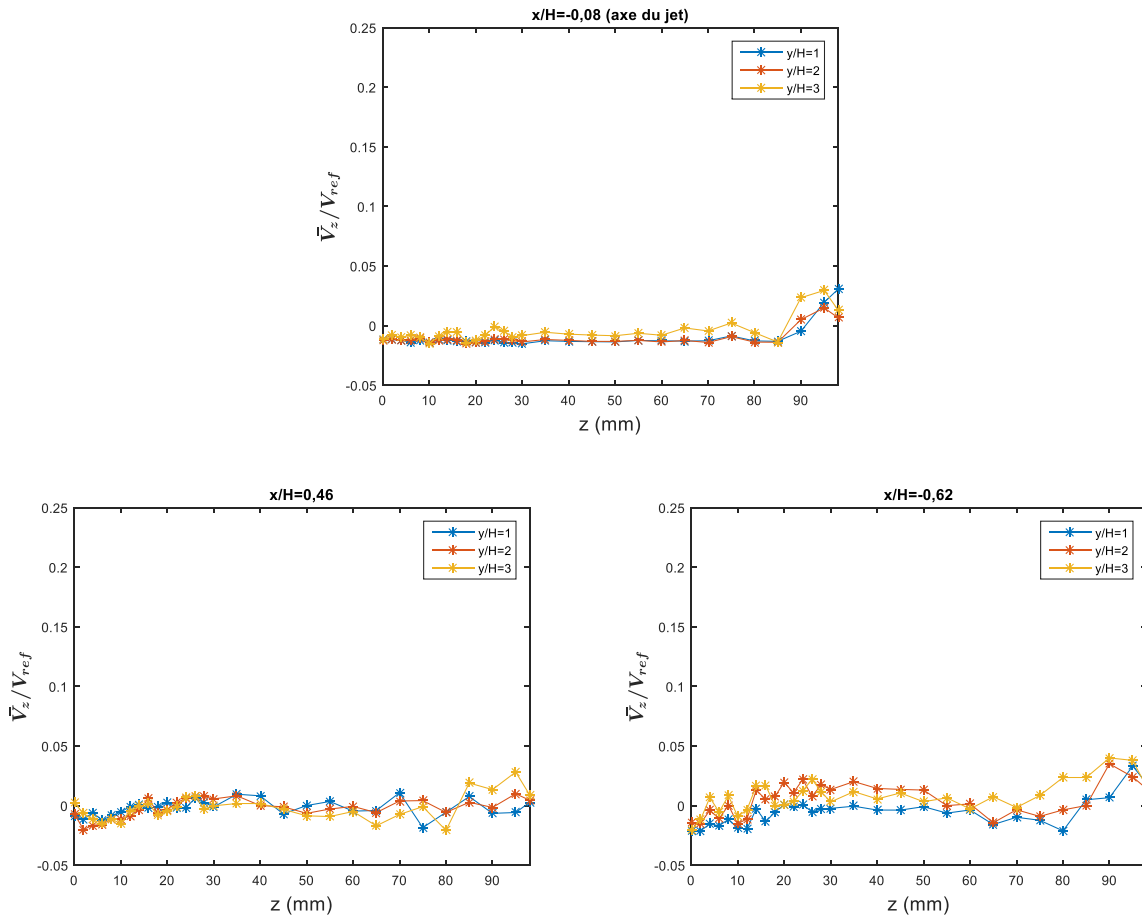 x/H=-0,08 (axe du jet)
0.25
0.2
0.15
0.1
0.05
0
-0.05
V̄z/Vref
y/H=1
y/H=2
y/H=3
0 10 20 30 40 50 60 70 80 90
z (mm)
x/H=0,46
0.25
0.2
0.15
0.1
0.05
0
-0.05
V̄z/Vref
y/H=1
y/H=2
y/H=3
0 10 20 30 40 50 60 70 80 90
z (mm)
x/H=-0,62
0.25
0.2
0.15
0.1
0.05
0
-0.05
V̄z/Vref
y/H=1
y/H=2
y/H=3
0 10 20 30 40 50 60 70 80 90
z (mm)